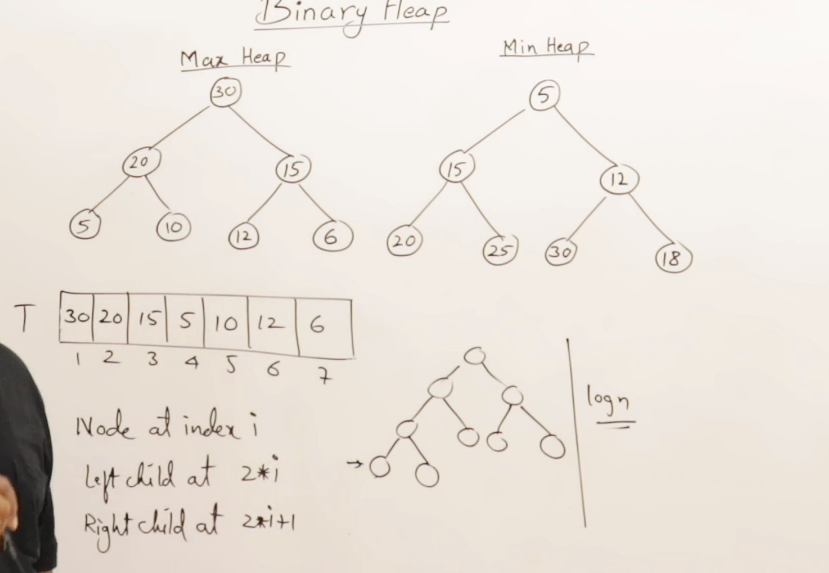 Binary Heap
Max Heap
30
20 15
5 10 12 6
Min Heap
5
15 12
20 25 30 18
T 30 20 15 5 10 12 6
1 2 3 4 5 6 7
Node at index i
Left child at 2*i
Right child at 2*i+1
logn